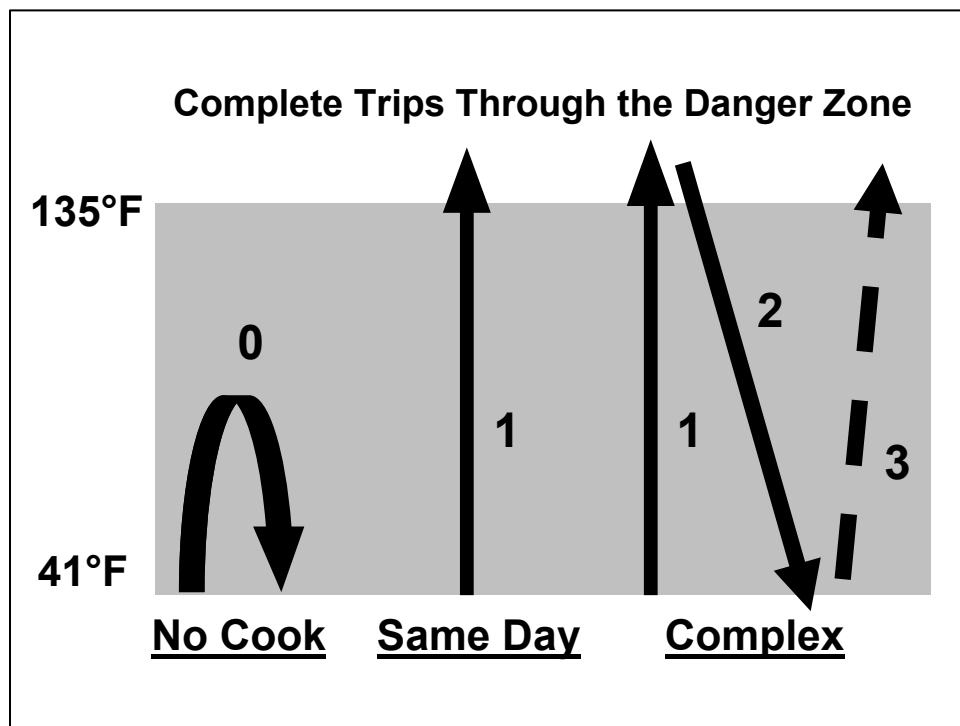 Complete Trips Through the Danger Zone
135°F
0
2
1
1
3
41°F
No Cook
Same Day
Complex